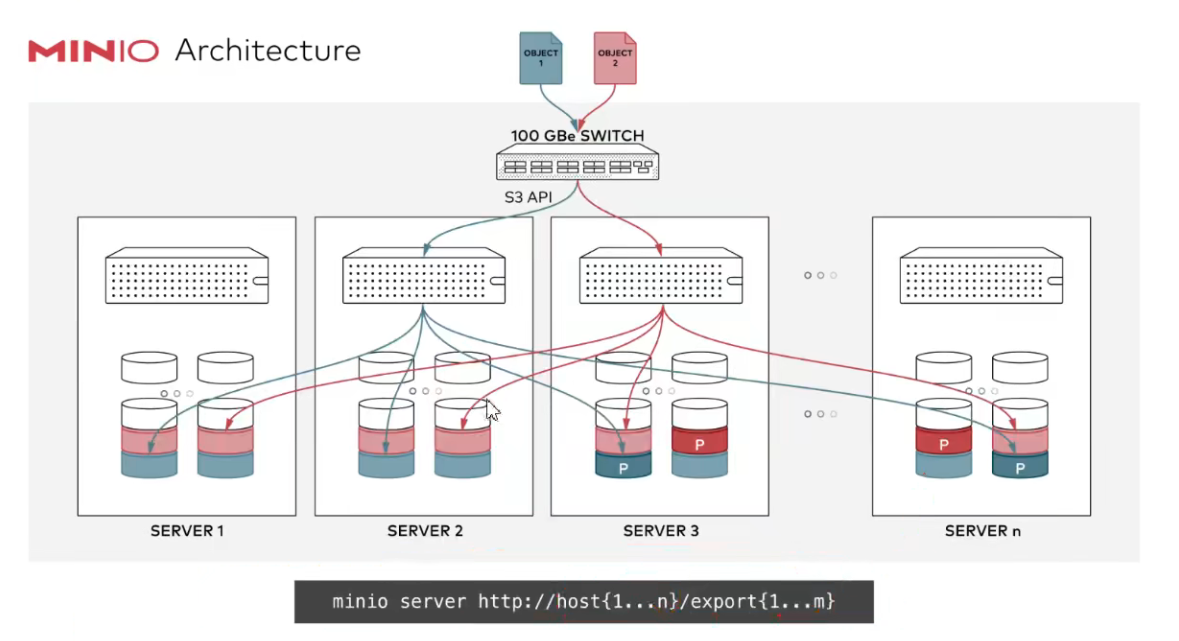 MINIO Architecture
OBJECT
1
OBJECT
2
100 GBe SWITCH
S3 API
P
P
P
P
SERVER 1
SERVER 2
SERVER 3
SERVER n
minio server http://host{1...n}/export{1...m}